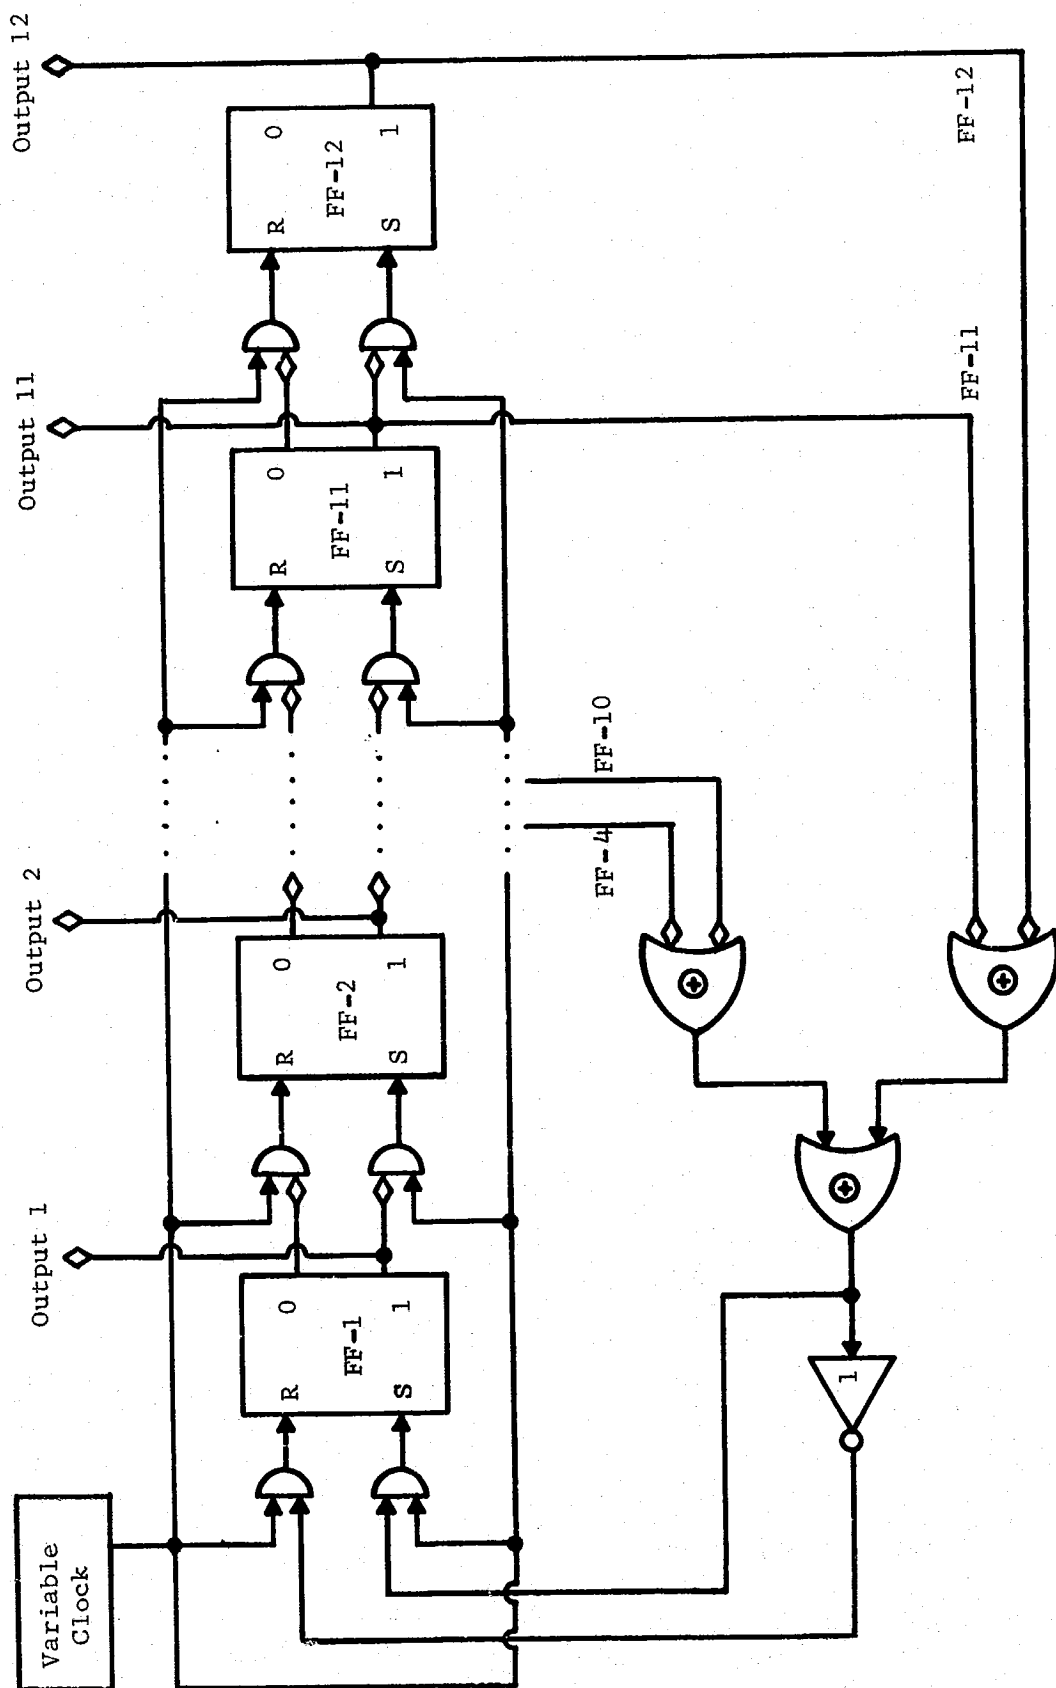 Variable
Clock
Output 1
Output 2
Output 11
Output 12
R
0
FF-1
S
1
R
0
FF-2
S
1
R
0
FF-11
S
1
R
0
FF-12
S
1
FF-4
FF-10
FF-11
FF-12
+
+
+
1